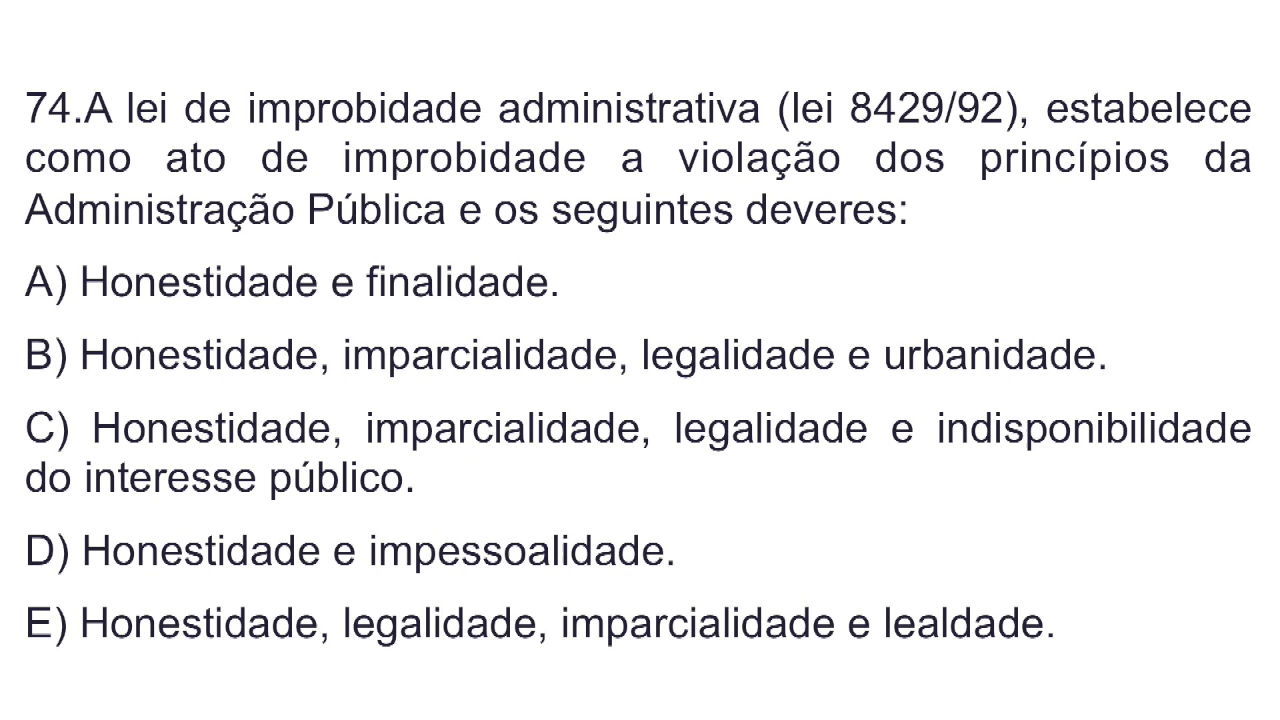 74.A lei de improbidade administrativa (lei 8429/92), estabelece
como ato de improbidade a violação dos princípios da
Administração Pública e os seguintes deveres:
A) Honestidade e finalidade.
B) Honestidade, imparcialidade, legalidade e urbanidade.
C) Honestidade, imparcialidade, legalidade e indisponibilidade
do interesse público.
D) Honestidade e impessoalidade.
E) Honestidade, legalidade, imparcialidade e lealdade.